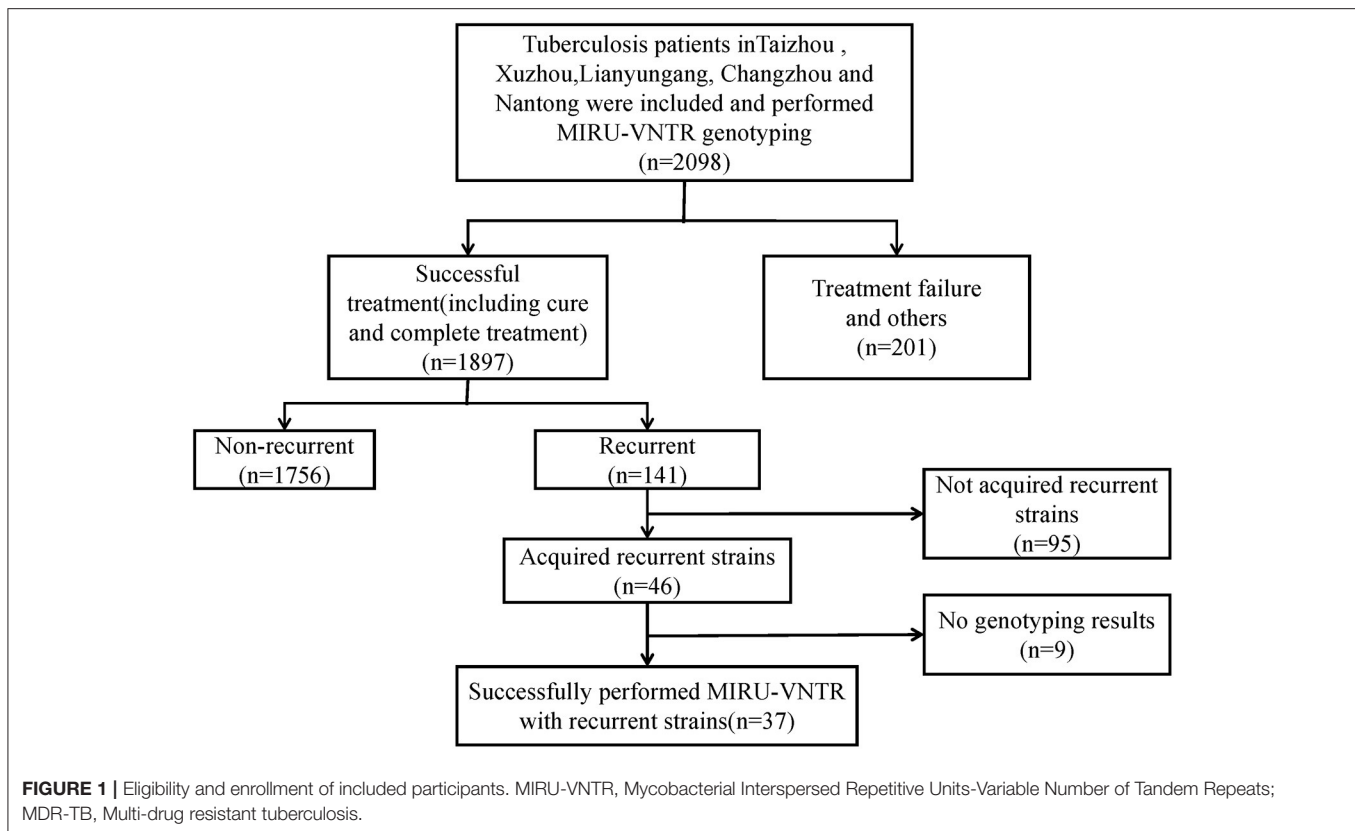 Tuberculosis patients inTaizhou ,
Xuzhou,Lianyungang, Changzhou and
Nantong were included and performed
MIRU-VNTR genotyping
(n=2098)
Successful
treatment(including cure
and complete treatment)
(n=1897)
Treatment failure
and others
(n=201)
Non-recurrent
(n=1756)
Recurrent
(n=141)
Not acquired recurrent
strains
(n=95)
Acquired recurrent strains
(n=46)
No genotyping results
(n=9)
Successfully performed MIRU-VNTR
with recurrent strains(n=37)
FIGURE 1 | Eligibility and enrollment of included participants. MIRU-VNTR, Mycobacterial Interspersed Repetitive Units-Variable Number of Tandem Repeats;
MDR-TB, Multi-drug resistant tuberculosis.